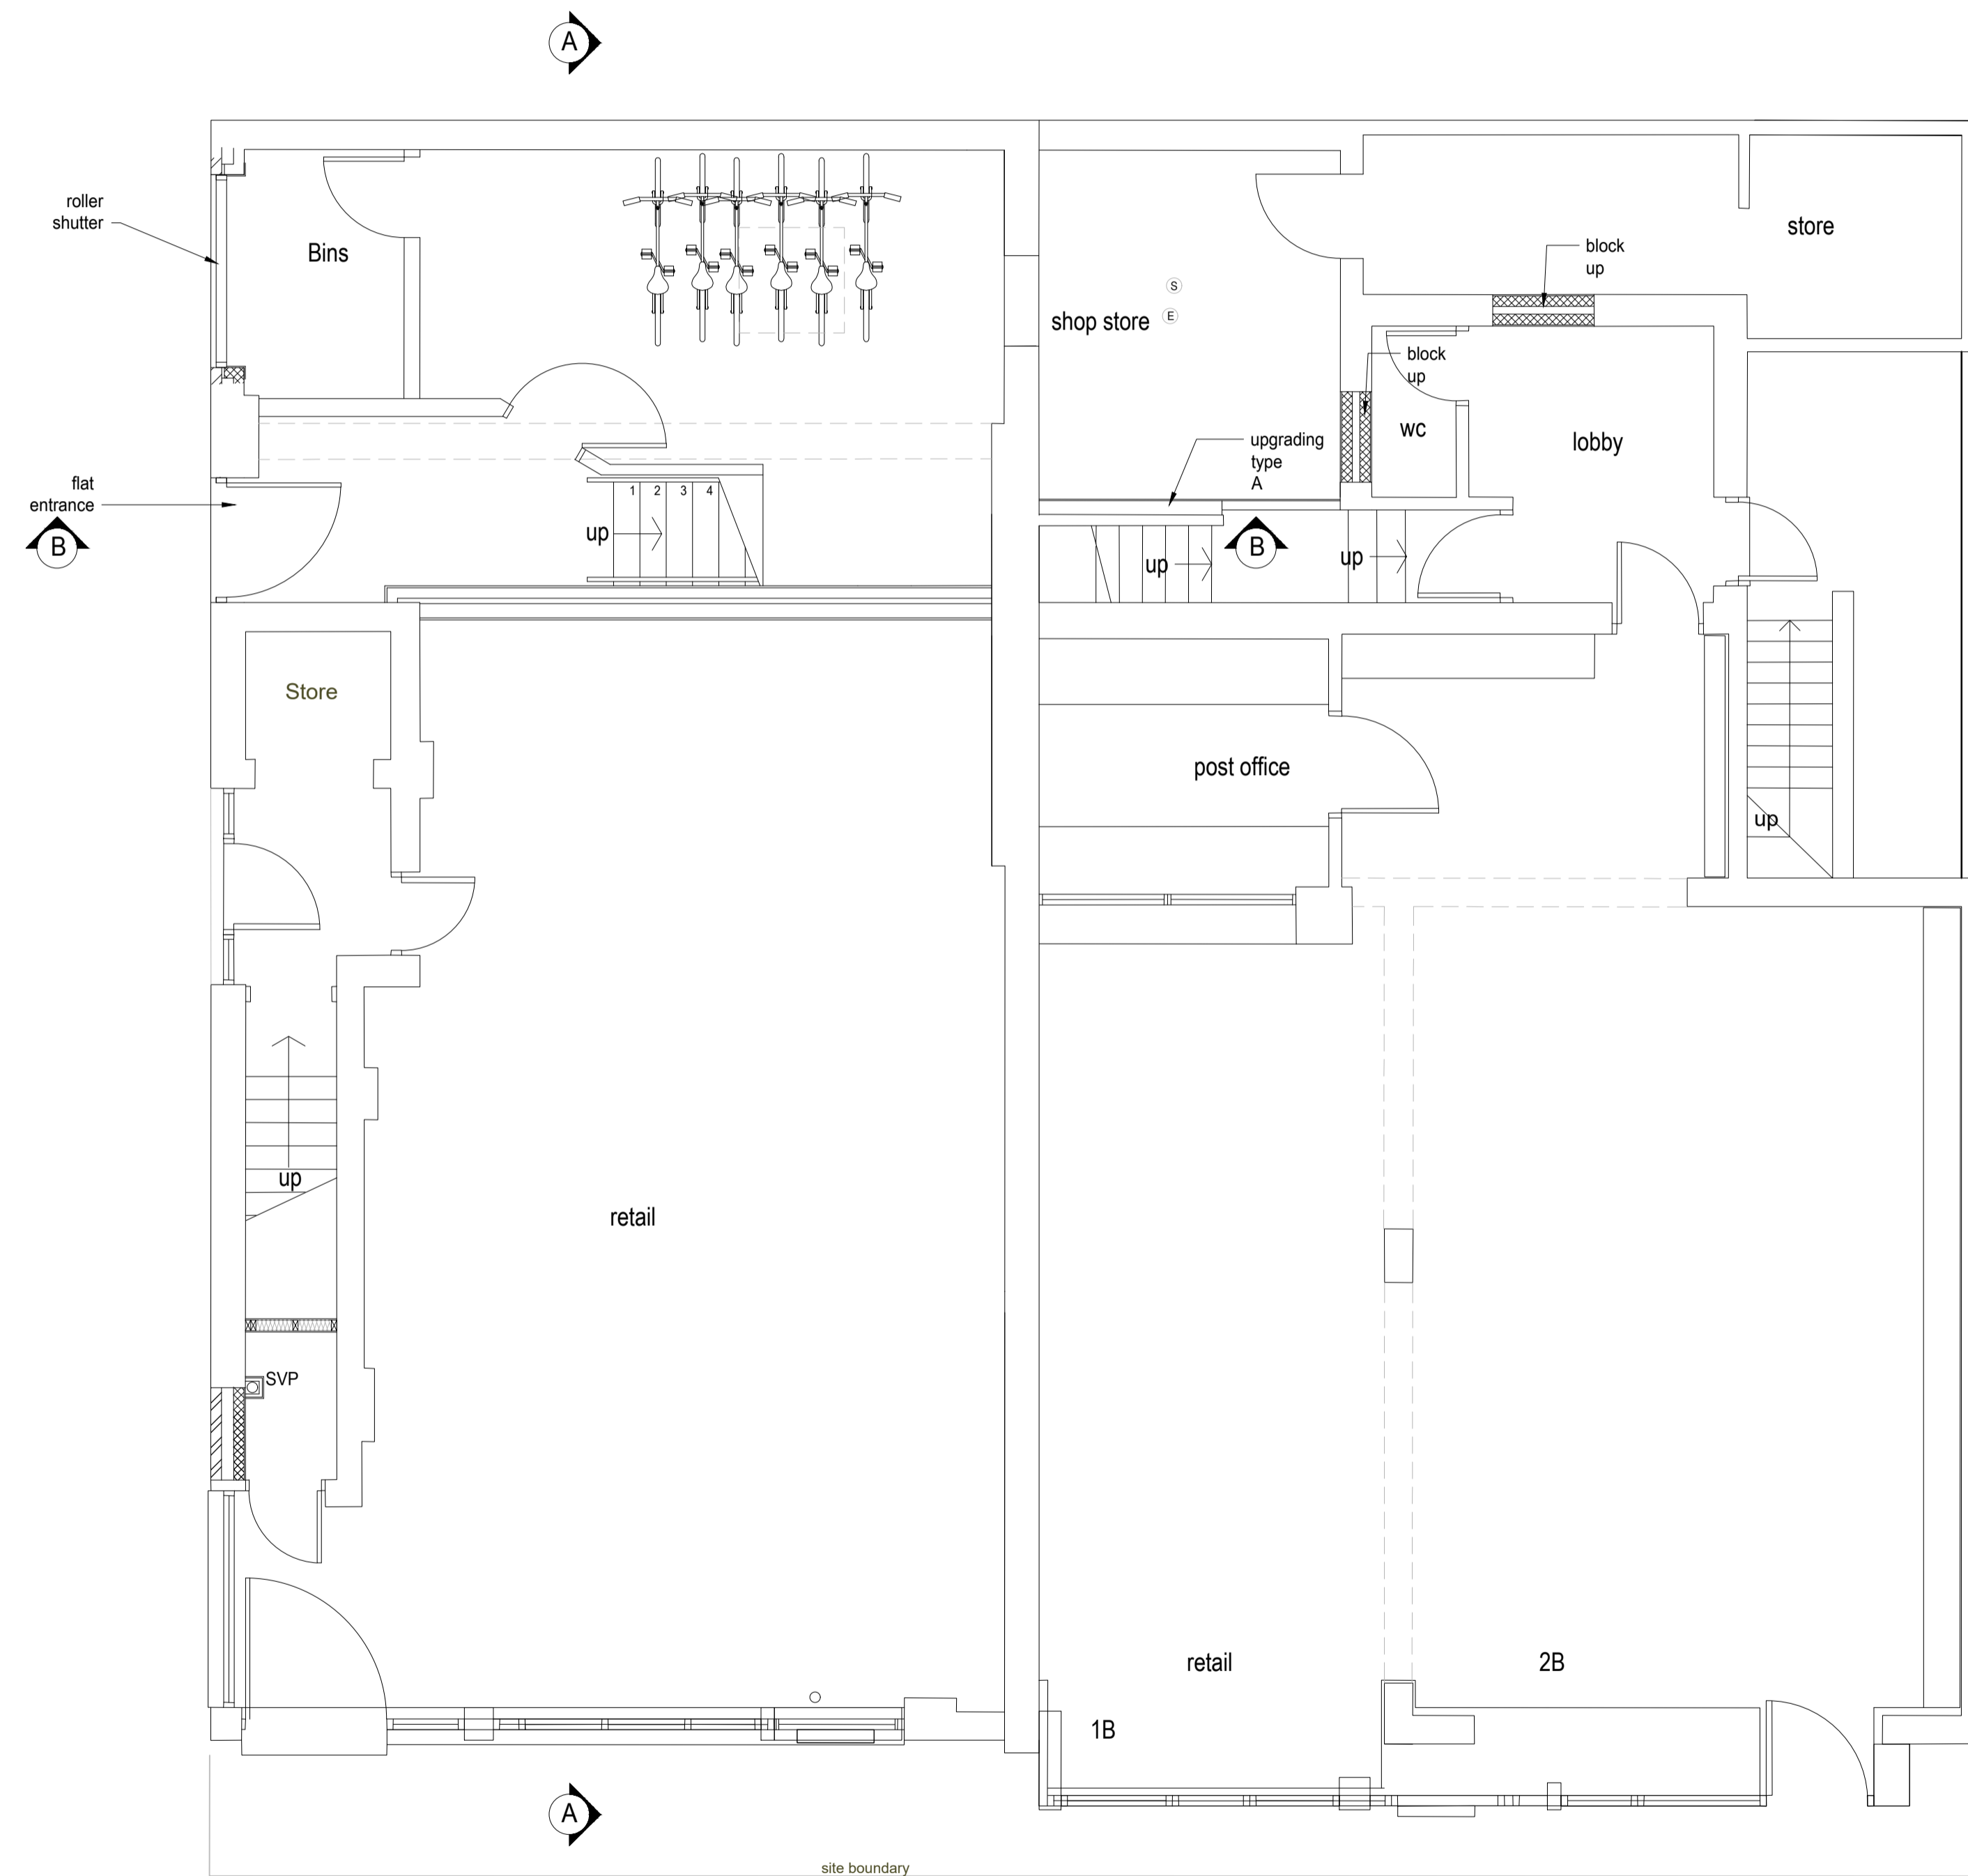 A
roller
shutter
Bins
store
block
up
shop store
S
E
block
up
wc
lobby
upgrading
type
A
flat
entrance
B
1 2 3 4
up
up
B
up
Store
post office
up
up
retail
SVP
retail
2B
1B
A
site boundary